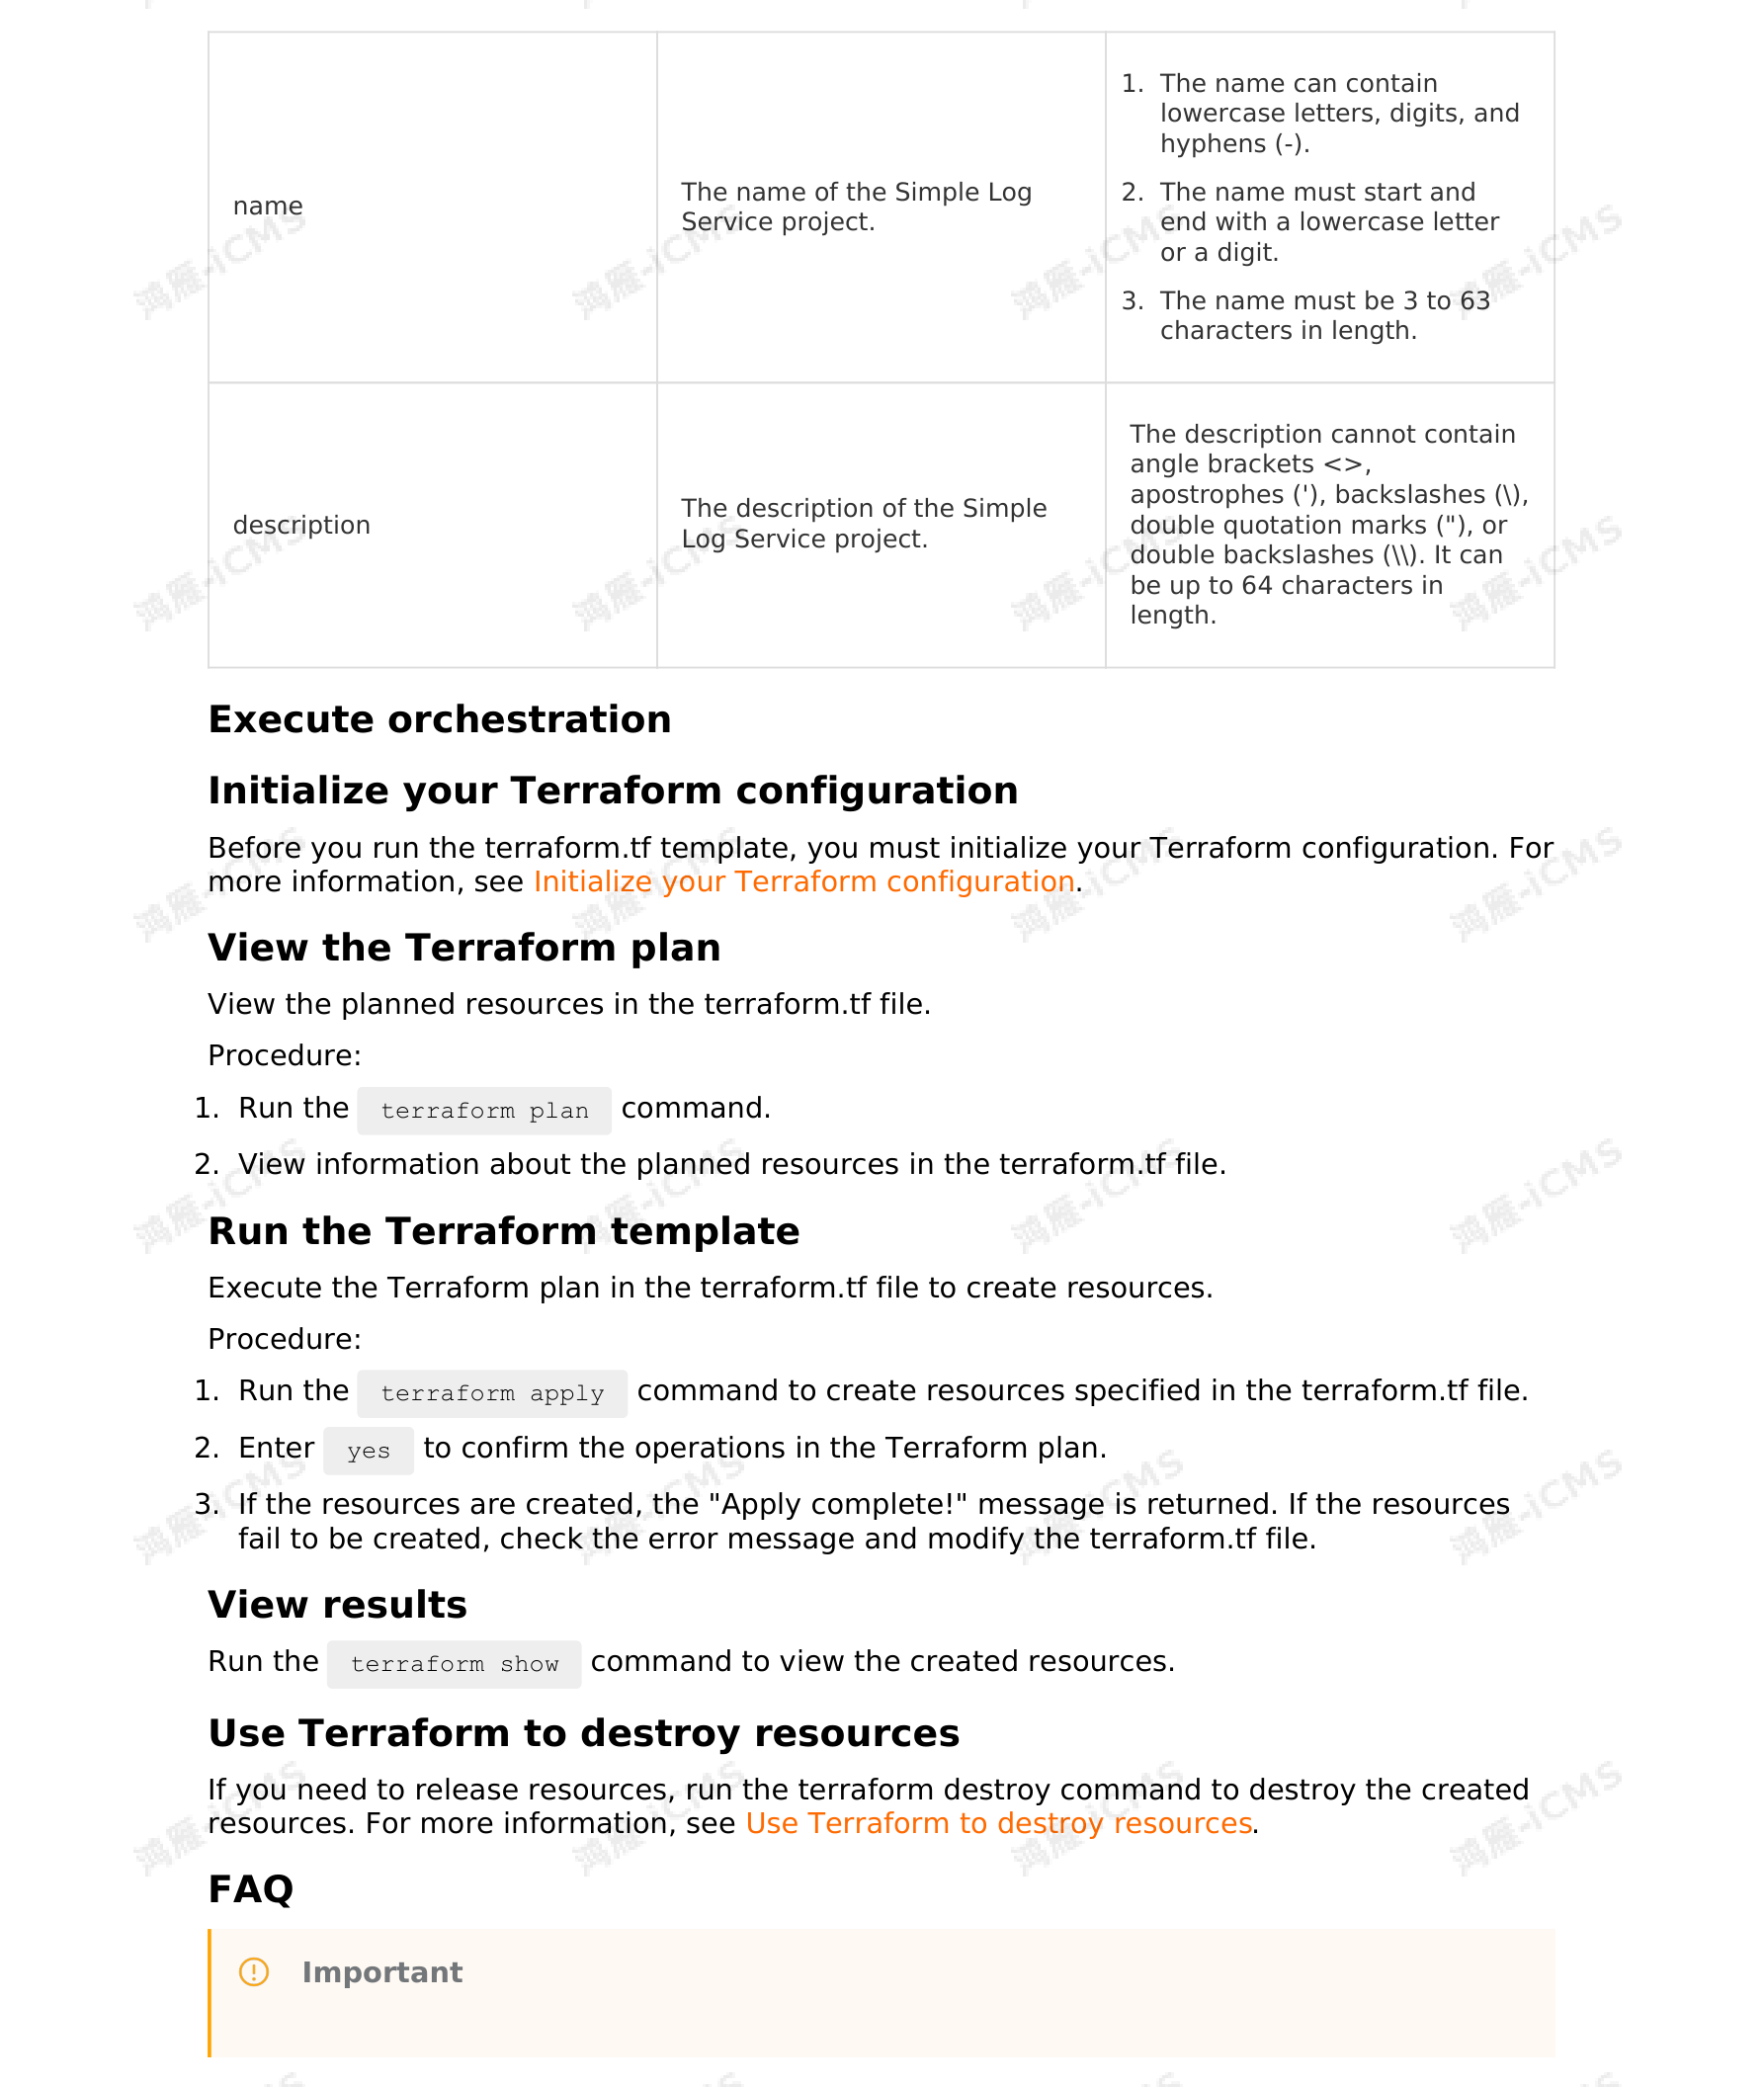 name
The name of the Simple Log
Service project.
1. The name can contain
lowercase letters, digits, and
hyphens (-).
2. The name must start and
end with a lowercase letter
or a digit.
3. The name must be 3 to 63
characters in length.
description
The description of the Simple
Log Service project.
The description cannot contain
angle brackets <>,
apostrophes ('), backslashes (\),
double quotation marks ("), or
double backslashes (\\). It can
be up to 64 characters in
length.
Execute orchestration
Initialize your Terraform configuration
Before you run the terraform.tf template, you must initialize your Terraform configuration. For
more information, see Initialize your Terraform configuration.
View the Terraform plan
View the planned resources in the terraform.tf file.
Procedure:
1. Run the terraform plan command.
2. View information about the planned resources in the terraform.tf file.
Run the Terraform template
Execute the Terraform plan in the terraform.tf file to create resources.
Procedure:
1. Run the terraform apply command to create resources specified in the terraform.tf file.
2. Enter yes to confirm the operations in the Terraform plan.
3. If the resources are created, the "Apply complete!" message is returned. If the resources
fail to be created, check the error message and modify the terraform.tf file.
View results
Run the terraform show command to view the created resources.
Use Terraform to destroy resources
If you need to release resources, run the terraform destroy command to destroy the created
resources. For more information, see Use Terraform to destroy resources.
FAQ
Important
鸿雁-iCMS